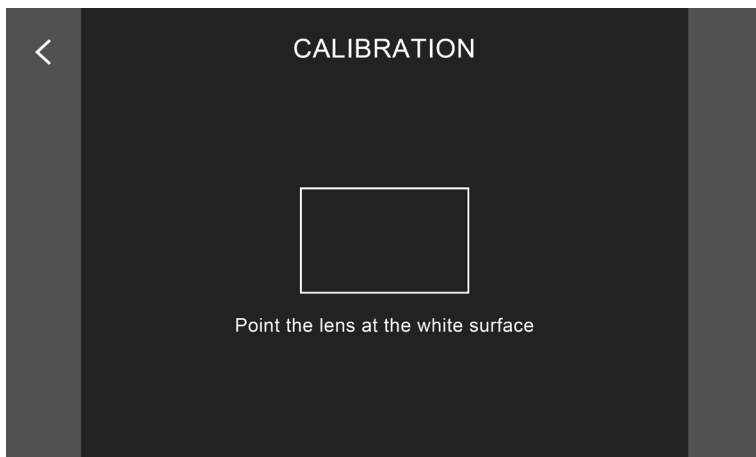 CALIBRATION
Point the lens at the white surface